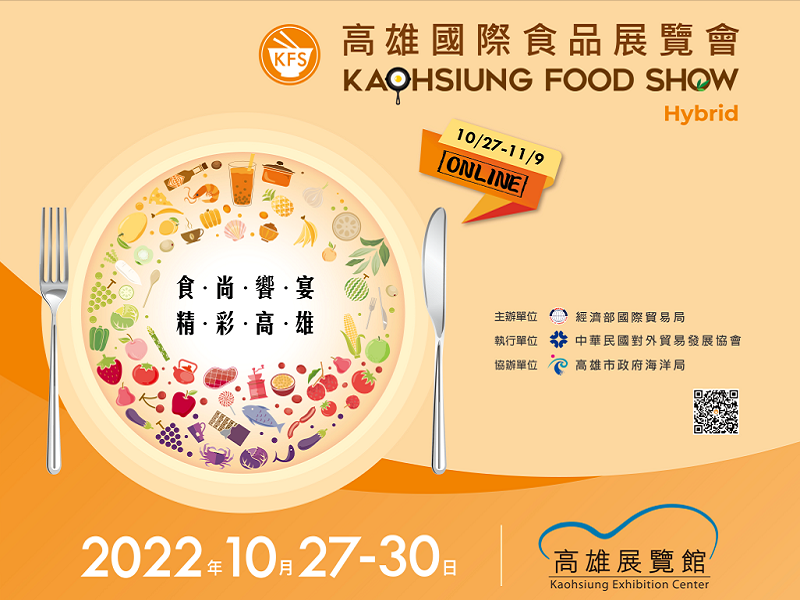 KFS
高雄國際食品展覽會
KAOHSIUNG FOOD SHOW
Hybrid
10/27-11/9
ONLINE
食·尚·饗·宴
精·彩·高·雄
主辦單位 經濟部國際貿易局
執行單位 中華民國對外貿易發展協會
協辦單位 高雄市政府海洋局
2022年10月27-30日
高雄展覽館
Kaohsiung Exhibition Center